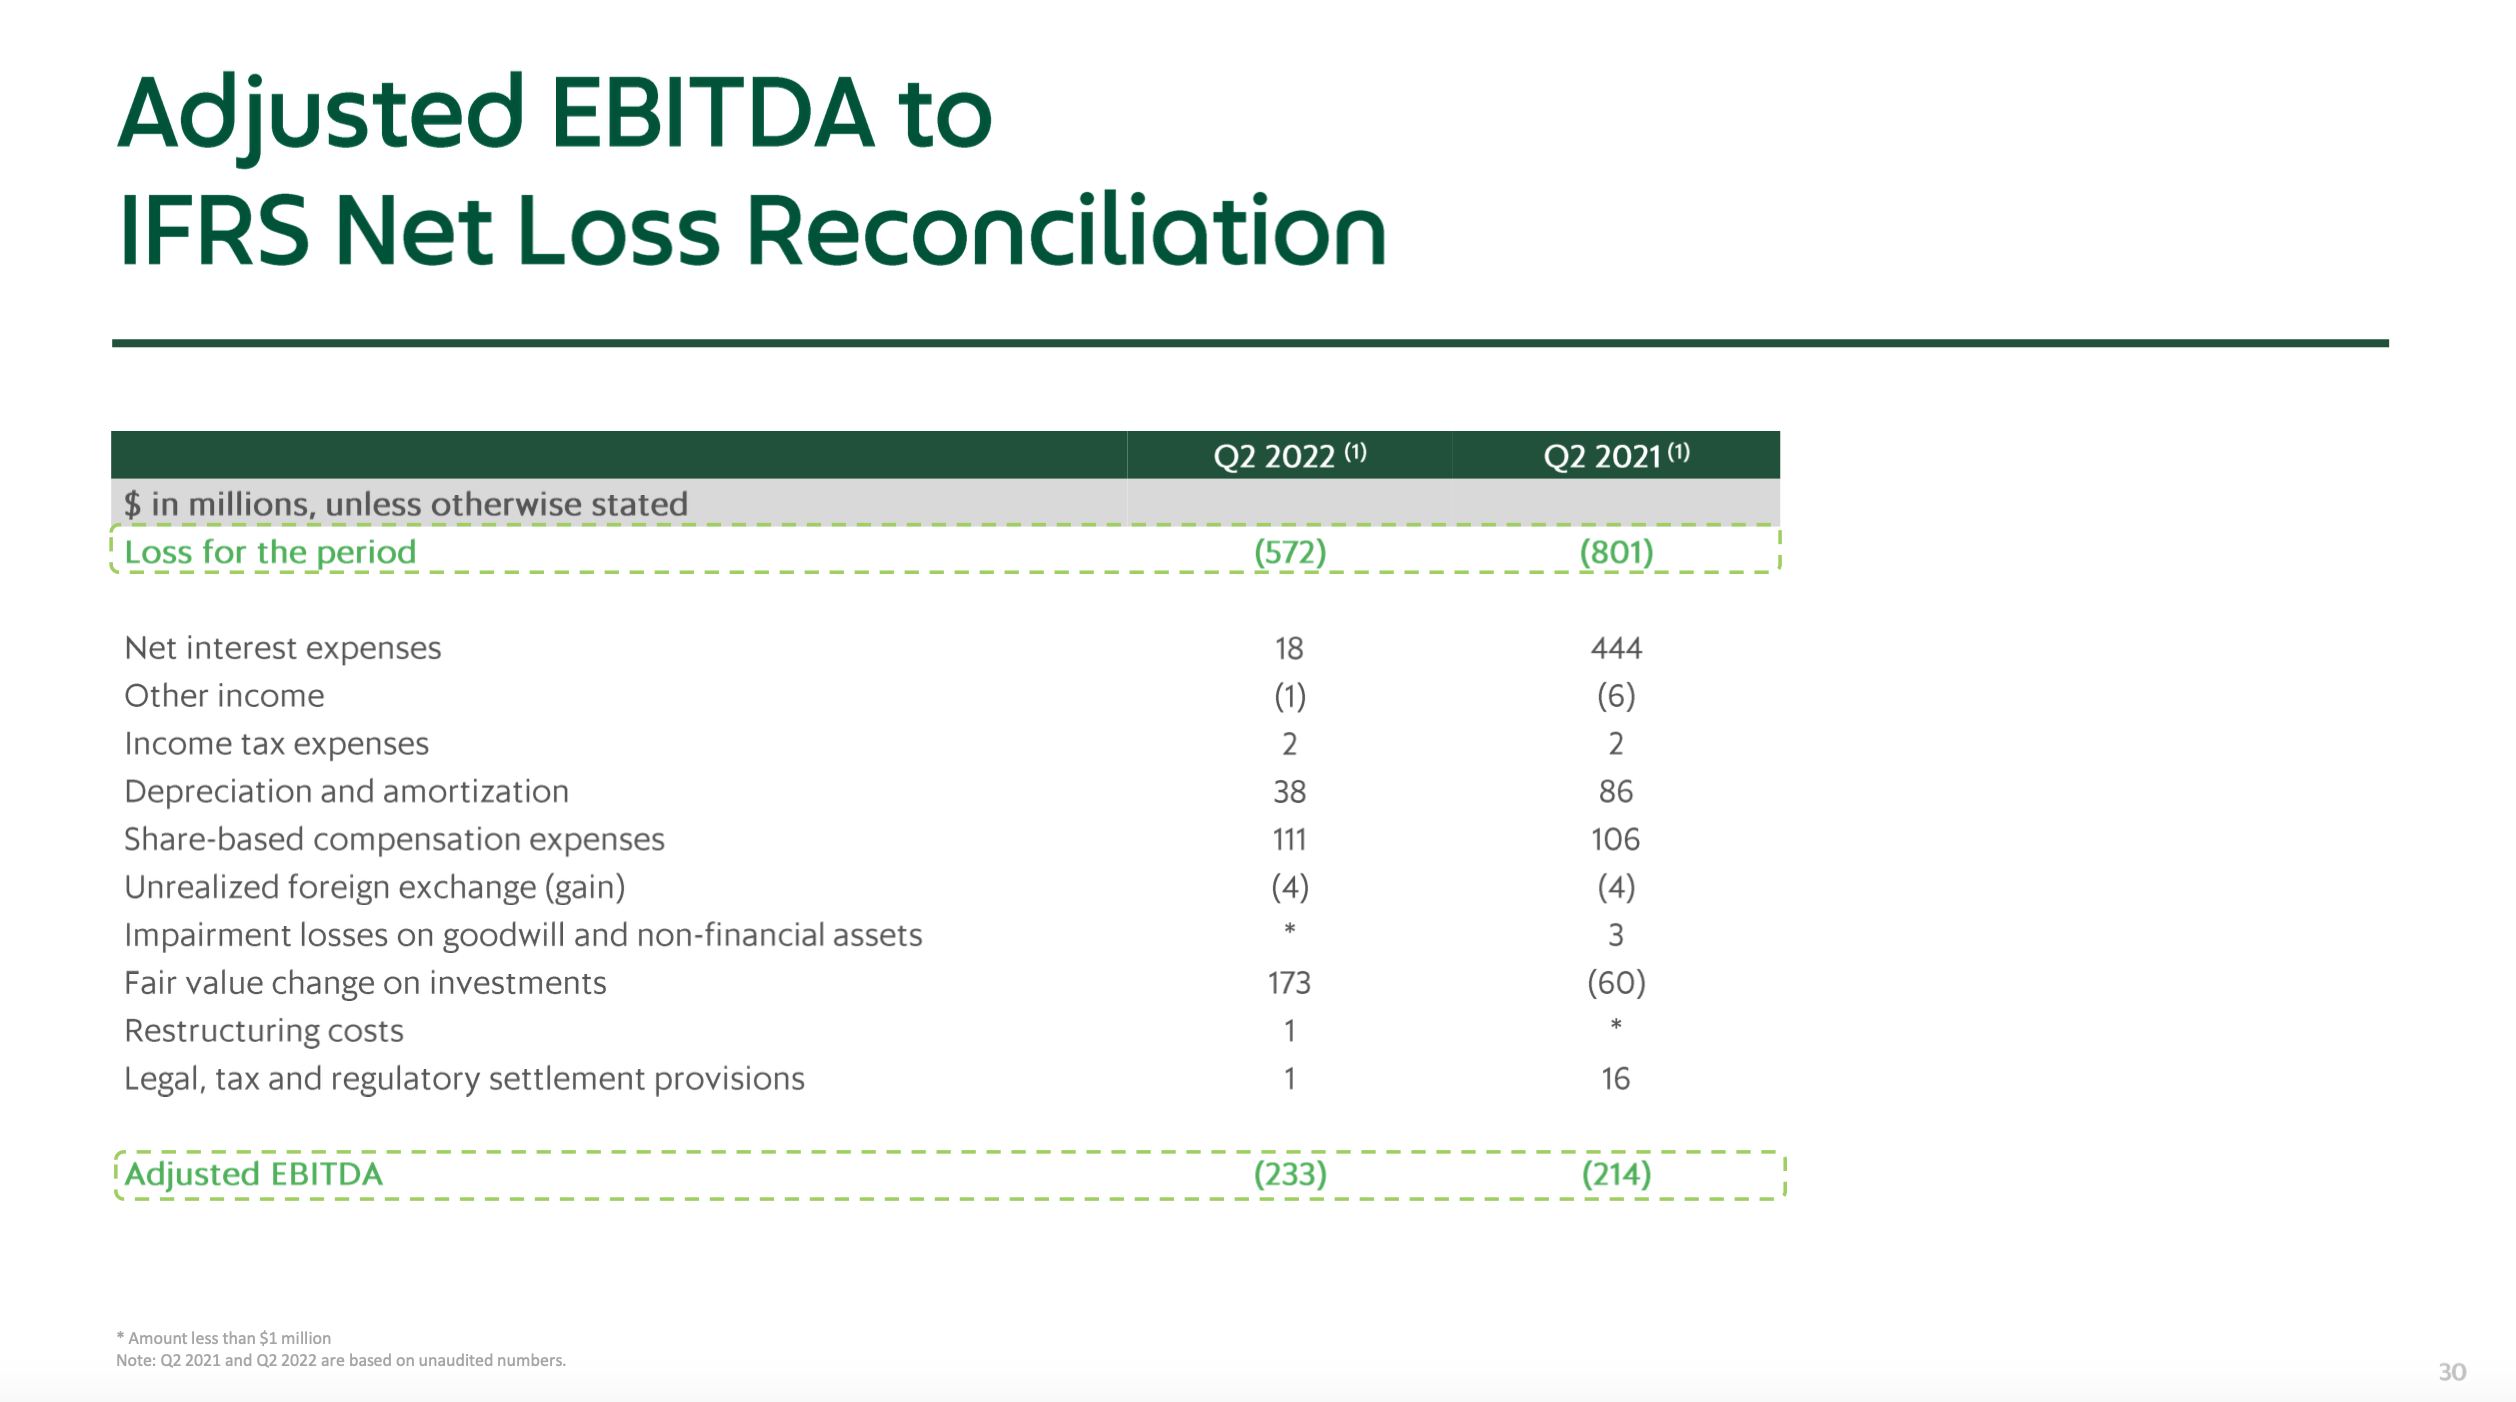 Adjusted EBITDA to
IFRS Net Loss Reconciliation
Q2 2022 (1) Q2 2021 (1)
$ in millions, unless otherwise stated
Loss for the period (572) (801)
Net interest expenses 18 444
Other income (1) (6)
Income tax expenses 2 2
Depreciation and amortization 38 86
Share-based compensation expenses 111 106
Unrealized foreign exchange (gain) (4) (4)
Impairment losses on goodwill and non-financial assets * 3
Fair value change on investments 173 (60)
Restructuring costs 1 *
Legal, tax and regulatory settlement provisions 1 16
Adjusted EBITDA (233) (214)
* Amount less than $1 million
Note: Q2 2021 and Q2 2022 are based on unaudited numbers.
30